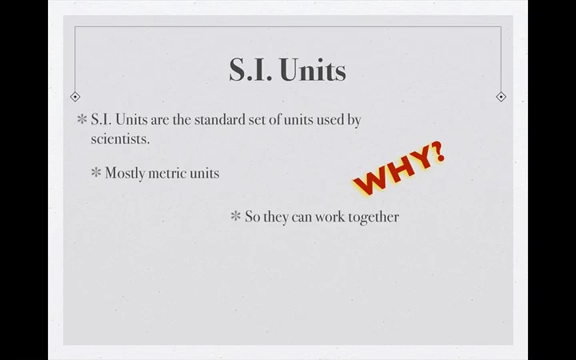 S.I. Units
* S.I. Units are the standard set of units used by
scientists.
* Mostly metric units
WHY?
* So they can work together